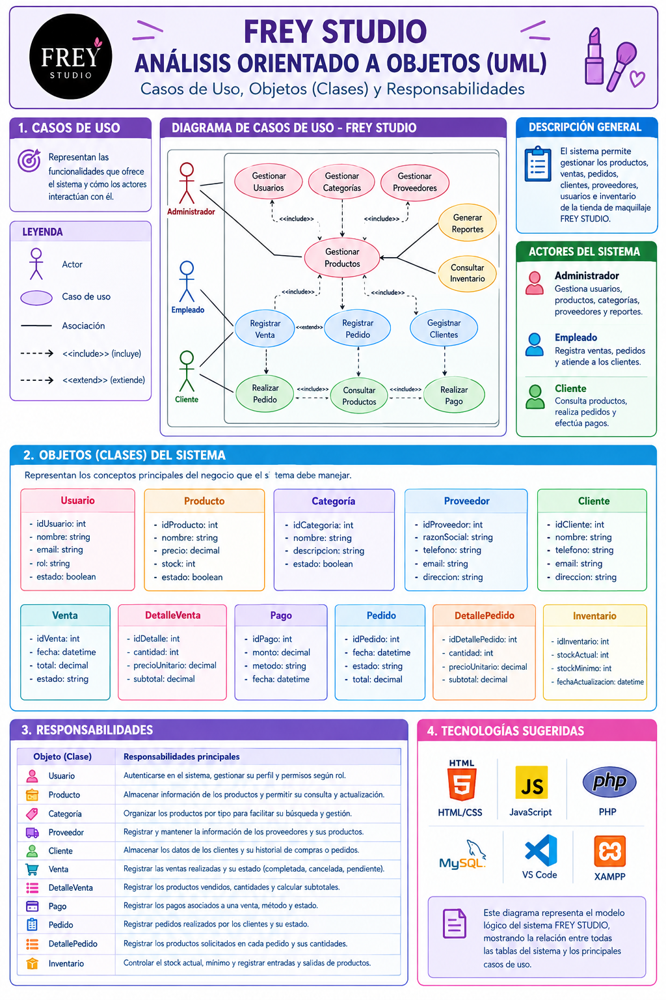 FREY
STUDIO
FREY STUDIO
ANÁLISIS ORIENTADO A OBJETOS (UML)
Casos de Uso, Objetos (Clases) y Responsabilidades
1. CASOS DE USO
Representan las
funcionalidades que ofrece
el sistema y cómo los actores
interactúan con él.
LEYENDA
Actor
Caso de uso
Asociación
<<include>> (incluye)
<<extend>> (extiende)
DIAGRAMA DE CASOS DE USO - FREY STUDIO
Administrador
Empleado
Cliente
Gestionar
Usuarios
Gestionar
Categorías
Gestionar
Proveedores
<<include>>
<<include>>
Generar
Reportes
Gestionar
Productos
Consultar
Inventario
<<include>>
<<include>>
Registrar
Venta
<<extend>>
Registrar
Pedido
Gegistnar
Clientes
Realizar
Pedido
<<include>>
Consultar
Productos
<<include>>
Realizar
Pago
DESCRIPCIÓN GENERAL
El sistema permite
gestionar los productos,
ventas, pedidos,
clientes, proveedores,
usuarios e inventario
de la tienda de maquillaje
FREY STUDIO.
ACTORES DEL SISTEMA
Administrador
Gestiona usuarios,
productos, categorías,
proveedores y reportes.
Empleado
Registra ventas, pedidos
y atiende a los clientes.
Cliente
Consulta productos,
realiza pedidos y
efectúa pagos.
2. OBJETOS (CLASES) DEL SISTEMA
Representan los conceptos principales del negocio que el si tema debe manejar.
Usuario
- idUsuario: int
- nombre: string
- email: string
- rol: string
- estado: boolean
Producto
- idProducto: int
- nombre: string
- precio: decimal
- stock: int
- estado: boolean
Categoría
- idCategoria: int
- nombre: string
- descripcion: string
- estado: boolean
Proveedor
- idProveedor: int
- razonSocial: string
- telefono: string
- email: string
- direccion: string
Cliente
- idCliente: int
- nombre: string
- telefono: string
- email: string
- direccion: string
Venta
- idVenta: int
- fecha: datetime
- total: decimal
- estado: string
DetalleVenta
- idDetalle: int
- cantidad: int
- precioUnitario: decimal
- subtotal: decimal
Pago
- idPago: int
- monto: decimal
- metodo: string
- fecha: datetime
Pedido
- idPedido: int
- fecha: datetime
- estado: string
- total: decimal
DetallePedido
- idDetallePedido: int
- cantidad: int
- precioUnitario: decimal
- subtotal: decimal
Inventario
- idInventario: int
- stockActual: int
- stockMinimo: int
- fechaActualizacion: datetime
3. RESPONSABILIDADES
Objeto (Clase) Responsabilidades principales
Usuario Autenticarse en el sistema, gestionar su perfil y permisos según rol.
Producto Almacenar información de los productos y permitir su consulta y actualización.
Categoría Organizar los productos por tipo para facilitar su búsqueda y gestión.
Proveedor Registrar y mantener la información de los proveedores y sus productos.
Cliente Almacenar los datos de los clientes y su historial de compras o pedidos.
Venta Registrar las ventas realizadas y su estado (completada, cancelada, pendiente).
DetalleVenta Registrar los productos vendidos, cantidades y calcular subtotales.
Pago Registrar los pagos asociados a una venta, método y estado.
Pedido Registrar pedidos realizados por los clientes y su estado.
DetallePedido Registrar los productos solicitados en cada pedido y sus cantidades.
Inventario Controlar el stock actual, mínimo y registrar entradas y salidas de productos.
4. TECNOLOGÍAS SUGERIDAS
HTML
5
HTML/CSS
JS
JavaScript
php
PHP
MySQL
VS Code
XAMPP
Este diagrama representa el modelo
lógico del sistema FREY STUDIO,
mostrando la relación entre todas
las tablas del sistema y los principales
casos de uso.